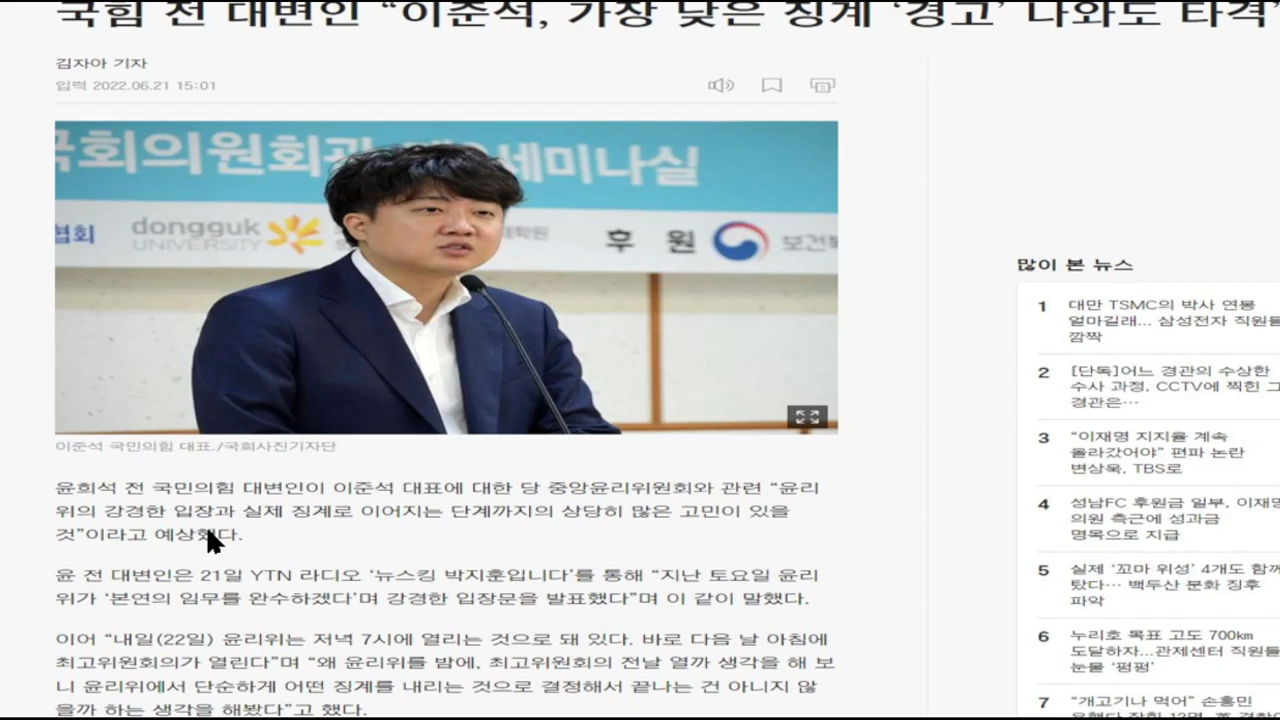 국힘 전 대변인 “이준석, 가장 낮은 징계 ‘경고’ 나와도 타격”
김자아 기자
입력 2022.06.21 15:01
국회의원회관 세미나실
협회
dongguk
UNIVERSITY
후 원
이준석 국민의힘 대표./국회사진기자단
윤희석 전 국민의힘 대변인이 이준석 대표에 대한 당 중앙윤리위원회와 관련 “윤리
위의 강경한 입장과 실제 징계로 이어지는 단계까지의 상당히 많은 고민이 있을
것”이라고 예상했다.
윤 전 대변인은 21일 YTN 라디오 ‘뉴스킹 박지훈입니다’를 통해 “지난 토요일 윤리
위가 ‘본연의 임무를 완수하겠다’며 강경한 입장문을 발표했다”며 이 같이 말했다.
이어 “내일(22일) 윤리위는 저녁 7시에 열리는 것으로 돼 있다. 바로 다음 날 아침에
최고위원회의가 열린다”며 “왜 윤리위를 밤에, 최고위원회의 전날 열까 생각을 해 보
니 윤리위에서 단순하게 어떤 징계를 내리는 것으로 결정해서 끝나는 건 아니지 않
을까 하는 생각을 해봤다”고 했다.
많이 본 뉴스
1 대만 TSMC의 박사 연봉
얼마길래... 삼성전자 직원들
깜짝
2 [단독]어느 경관의 수상한
수사 과정, CCTV에 찍힌 그
경관은…
3 “이재명 지지율 계속
올라갔어야” 편파 논란
변상욱, TBS로
4 성남FC 후원금 일부, 이재명
의원 측근에 성과금
명목으로 지급
5 실제 ‘꼬마 위성’ 4개도 함께
탔다… 백두산 분화 징후
파악
6 누리호 목표 고도 700km
도달하자...관제센터 직원들
눈물 ‘펑펑’
7 “개고기나 먹어” 손흥민